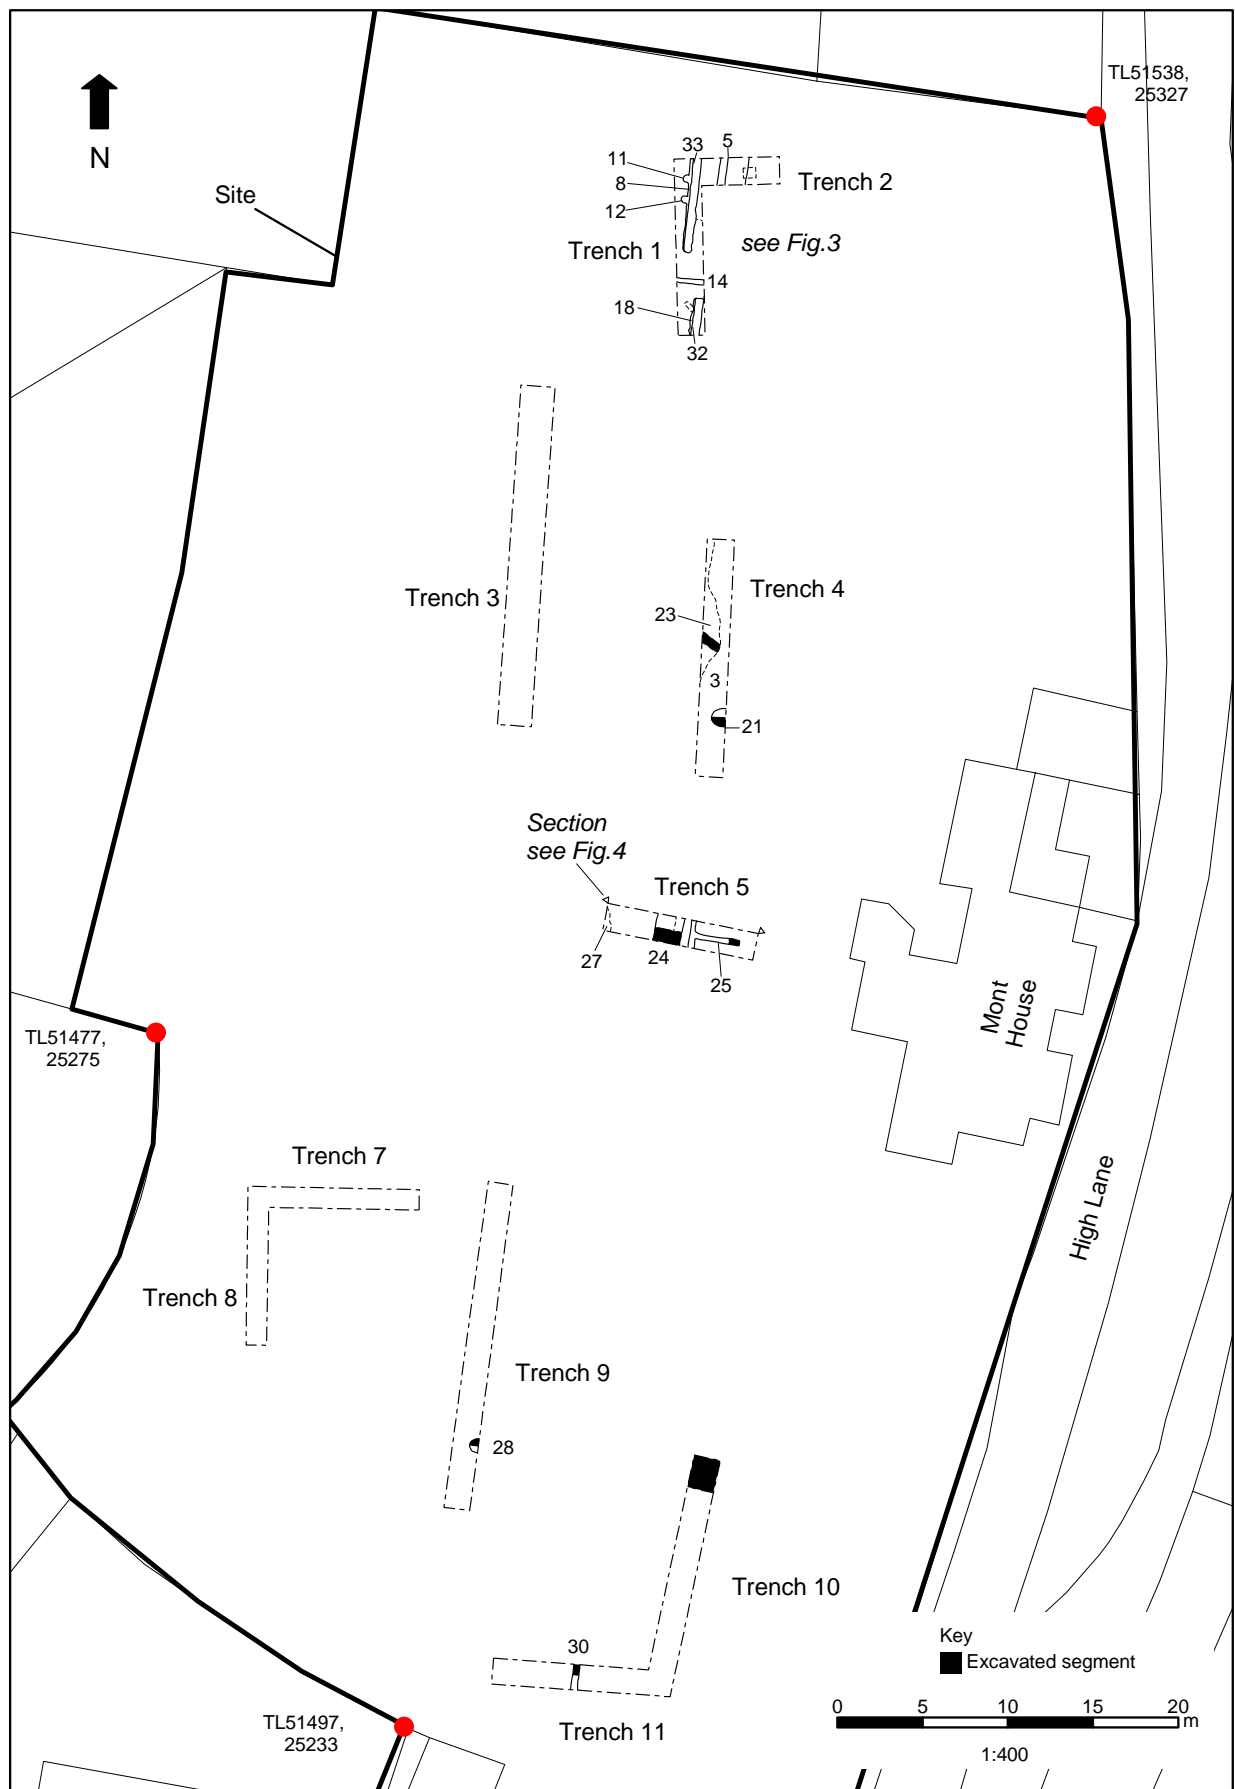 TL51538,
25327
N
Site
33
5
11
8
12
Trench 2
Trench 1
see Fig.3
14
18
32
Trench 3
Trench 4
23
3
21
Section
see Fig.4
Trench 5
27
24
25
Mont
House
TL51477,
25275
Trench 7
High Lane
Trench 8
Trench 9
28
Trench 10
30
Trench 11
TL51497,
25233
Key
Excavated segment
0 5 10 15 20
m
1:400